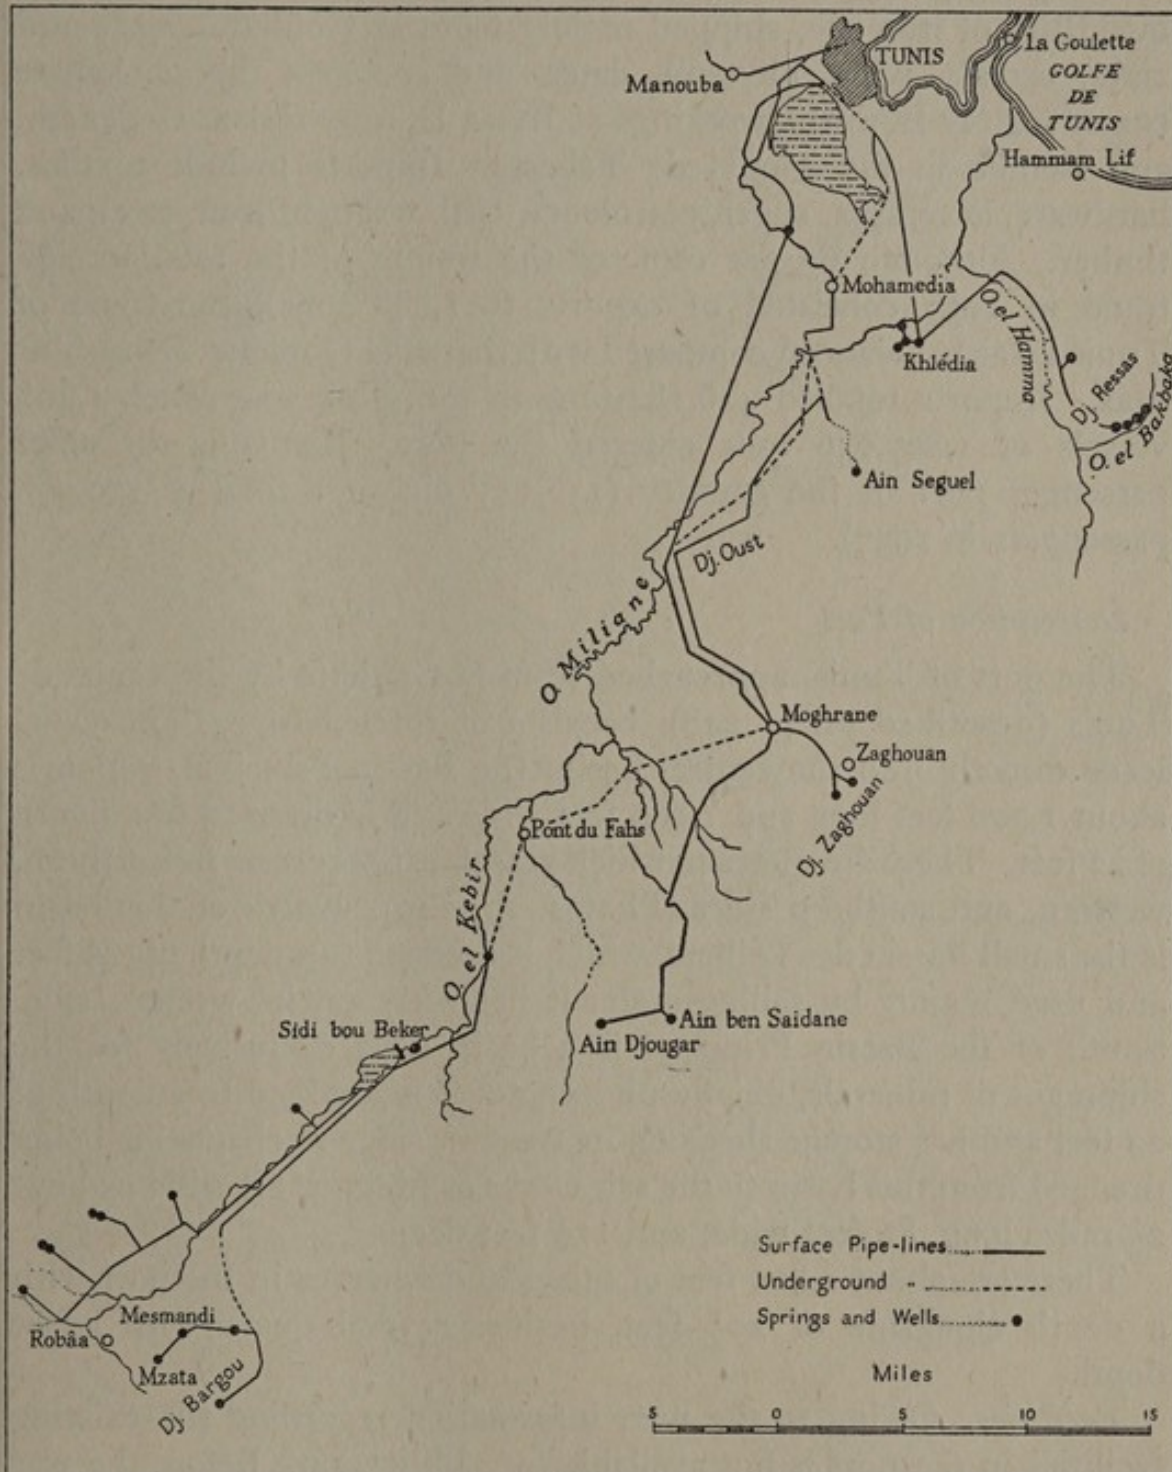 TUNIS
La Goulette
GOLFE
DE
TUNIS
Manouba
Hammam Lif
Mohamedia
O. el Hamma
Khlédia
Dj. Ressas
O. el Bakbaka
Ain Seguel
Dj. Oust
O. Miliane
Moghrane
Zaghouan
Dj. Zaghouan
Pont du Fahs
O. el Kebir
Sidi bou Beker
Ain ben Saidane
Ain Djougar
Surface Pipe-lines
Underground "
Springs and Wells
Mesmandi
Robâa
Mzata
Dj. Bargou
Miles
5 0 5 10 15